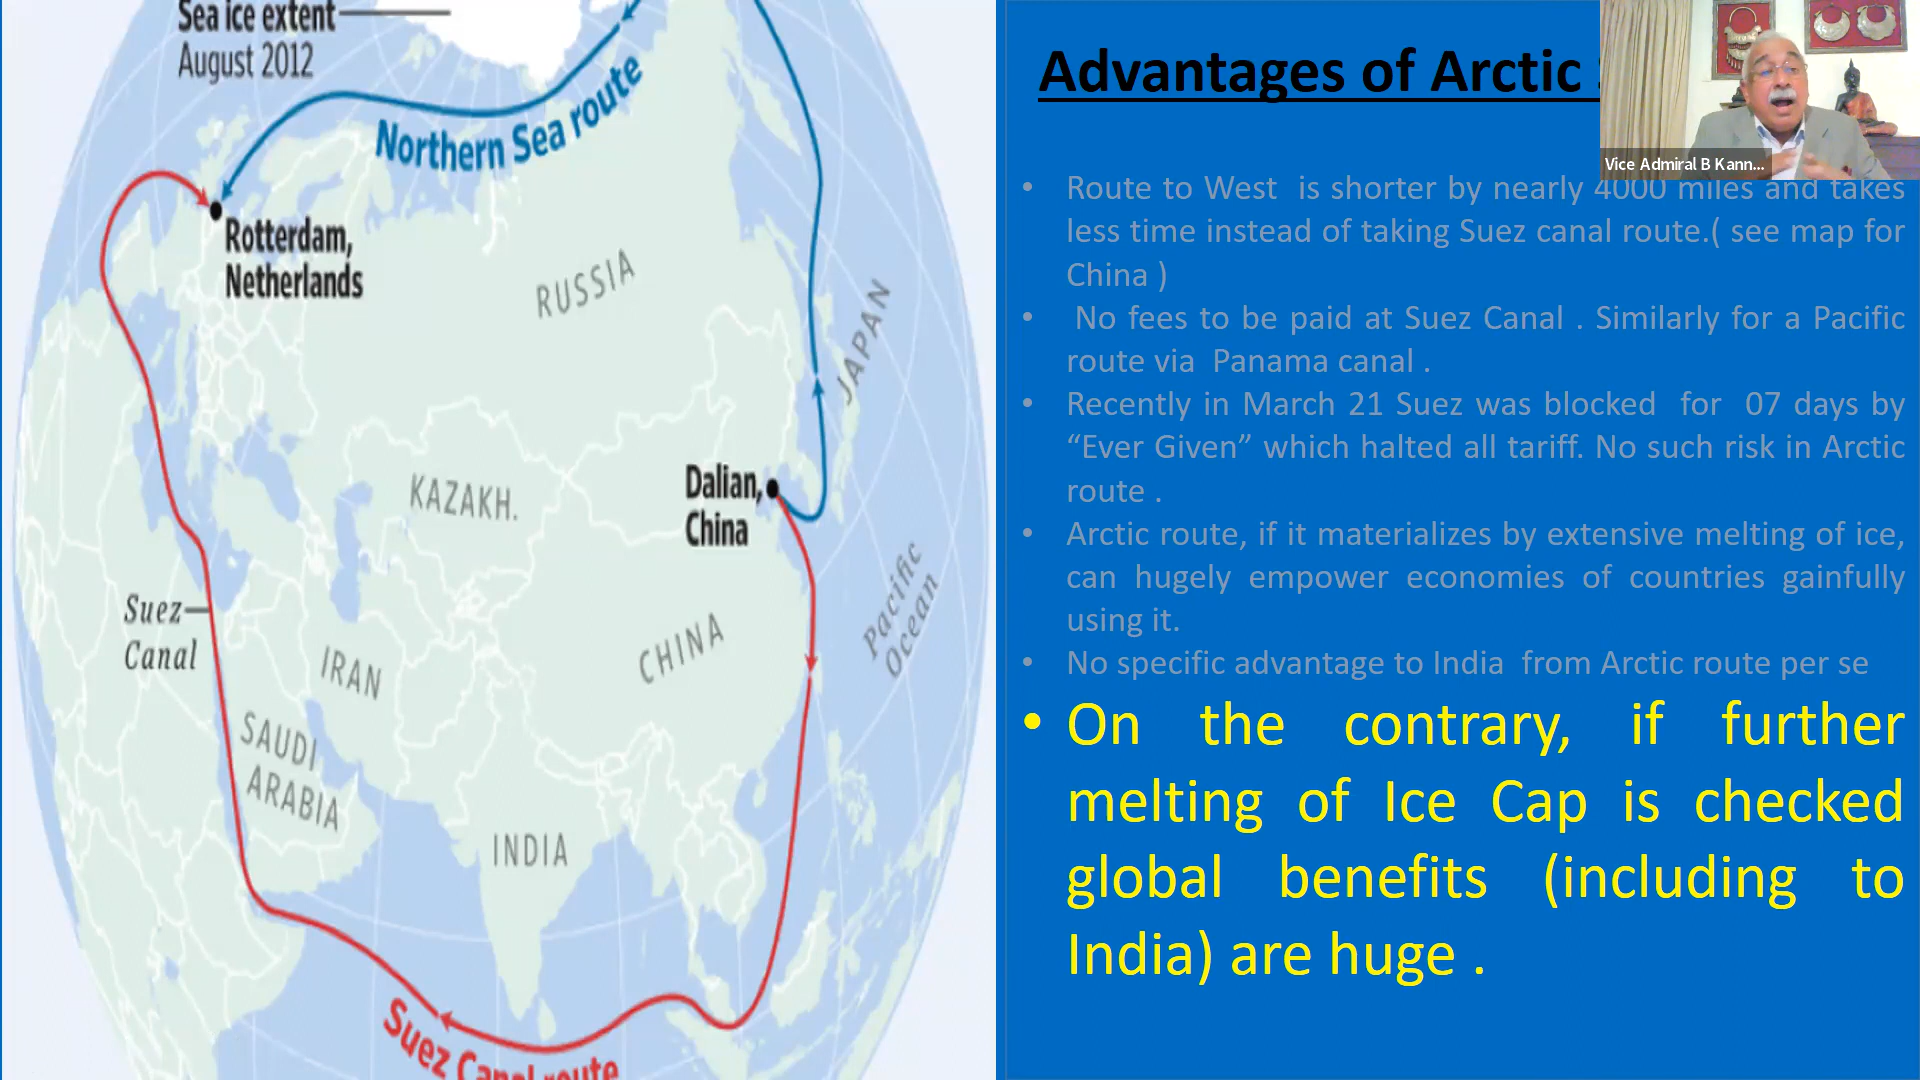 Sea ice extent
August 2012
Northern Sea route
Rotterdam,
Netherlands
RUSSIA
JAPAN
KAZAKH.
Dalian,
China
Pacific
Ocean
Suez
Canal
IRAN
CHINA
SAUDI
ARABIA
INDIA
Suez Canal route
Advantages of Arctic
Vice Admiral B Kann...
• Route to West is shorter by nearly 4000 miles and takes
less time instead of taking Suez canal route.( see map for
China )
• No fees to be paid at Suez Canal . Similarly for a Pacific
route via Panama canal .
• Recently in March 21 Suez was blocked for 07 days by
“Ever Given” which halted all tariff. No such risk in Arctic
route .
• Arctic route, if it materializes by extensive melting of ice,
can hugely empower economies of countries gainfully
using it.
• No specific advantage to India from Arctic route per se
• On the contrary, if further
melting of Ice Cap is checked
global benefits (including to
India) are huge .